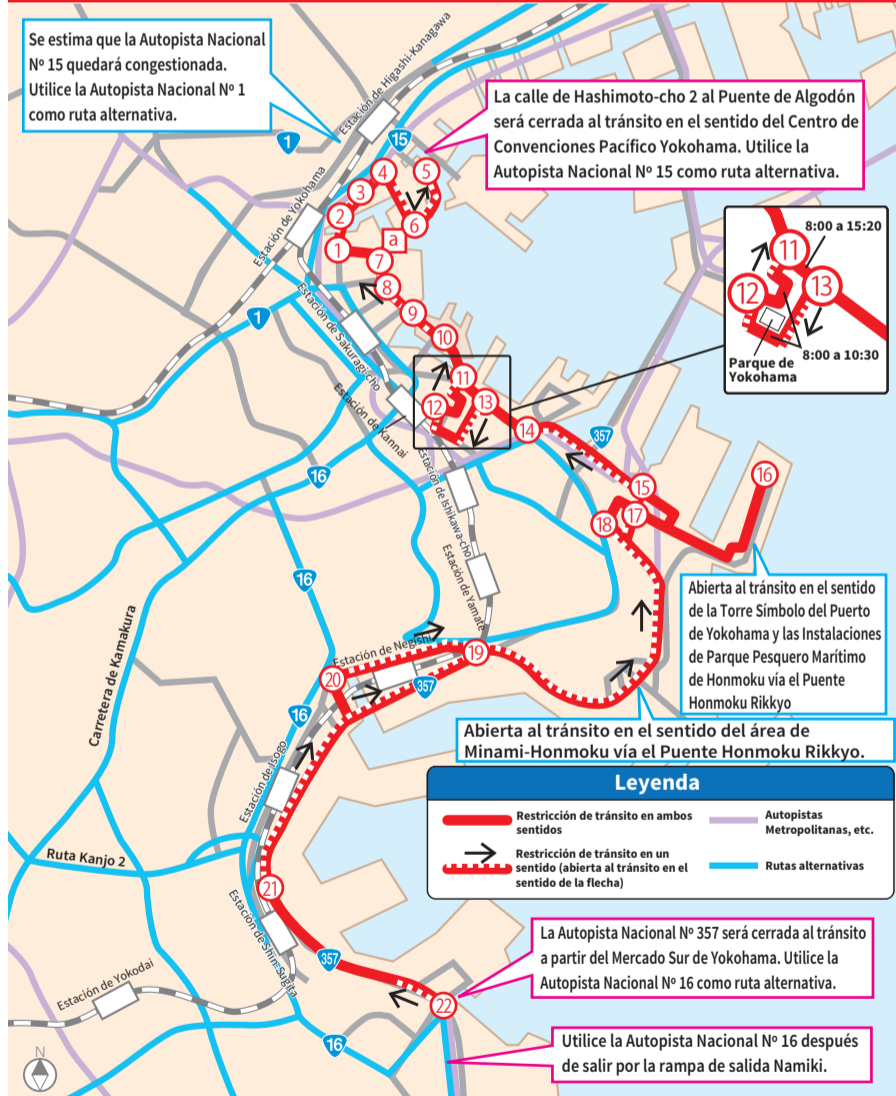 Se estima que la Autopista Nacional
Nº 15 quedará congestionada.
Utilice la Autopista Nacional Nº 1
como ruta alternativa.
Estación de Higashi-Kanagawa
La calle de Hashimoto-cho 2 al Puente de Algodón
será cerrada al tránsito en el sentido del Centro de
Convenciones Pacífico Yokohama. Utilice la
Autopista Nacional Nº 15 como ruta alternativa.
1
15
4
5
3
2
6
a
1
7
Estación de Yokohama
8
9
10
1
Estación de Sakuragi-cho
11
12
13
Estación de Kannai
14
8:00 a 15:20
11
12
13
8:00 a 10:30
Parque de
Yokohama
357
16
Estación de Ishikawa-cho
15
16
17
18
Estación de Yamate
16
Carretera de Kamakura
Abierta al tránsito en el sentido
de la Torre Símbolo del Puerto
de Yokohama y las Instalaciones
de Parque Pesquero Marítimo
de Honmoku vía el Puente
Honmoku Rikkyo
Estación de Negishi
19
20
357
16
Abierta al tránsito en el sentido del área de
Minami-Honmoku vía el Puente Honmoku Rikkyo.
Estación de Isogo
Leyenda
Restricción de tránsito en ambos
sentidos
Autopistas
Metropolitanas, etc.
Restricción de tránsito en un
sentido (abierta al tránsito en el
sentido de la flecha)
Rutas alternativas
Ruta Kanjo 2
21
Estación de Shin-Sugita
357
La Autopista Nacional Nº 357 será cerrada al tránsito
a partir del Mercado Sur de Yokohama. Utilice la
Autopista Nacional Nº 16 como ruta alternativa.
Estación de Yokodai
22
16
Utilice la Autopista Nacional Nº 16 después
de salir por la rampa de salida Namiki.
N